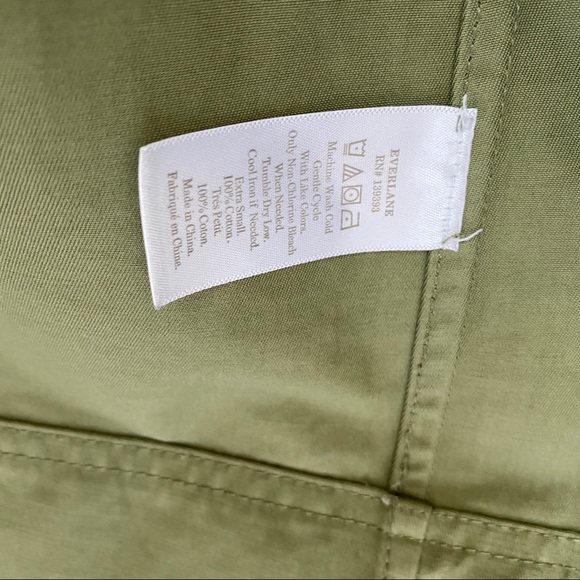 EVERLANE
RN# 139393
Machine Wash Cold
Gentle Cycle
With Like Colors.
Only Non-Chlorine Beach
When Needed.
Tumble Dry Low.
Cool Iron if Needed.
100% Cotton.
Extra Small.
Très Petit.
100% Coton.
Made in China.
Fabriqué en Chine.